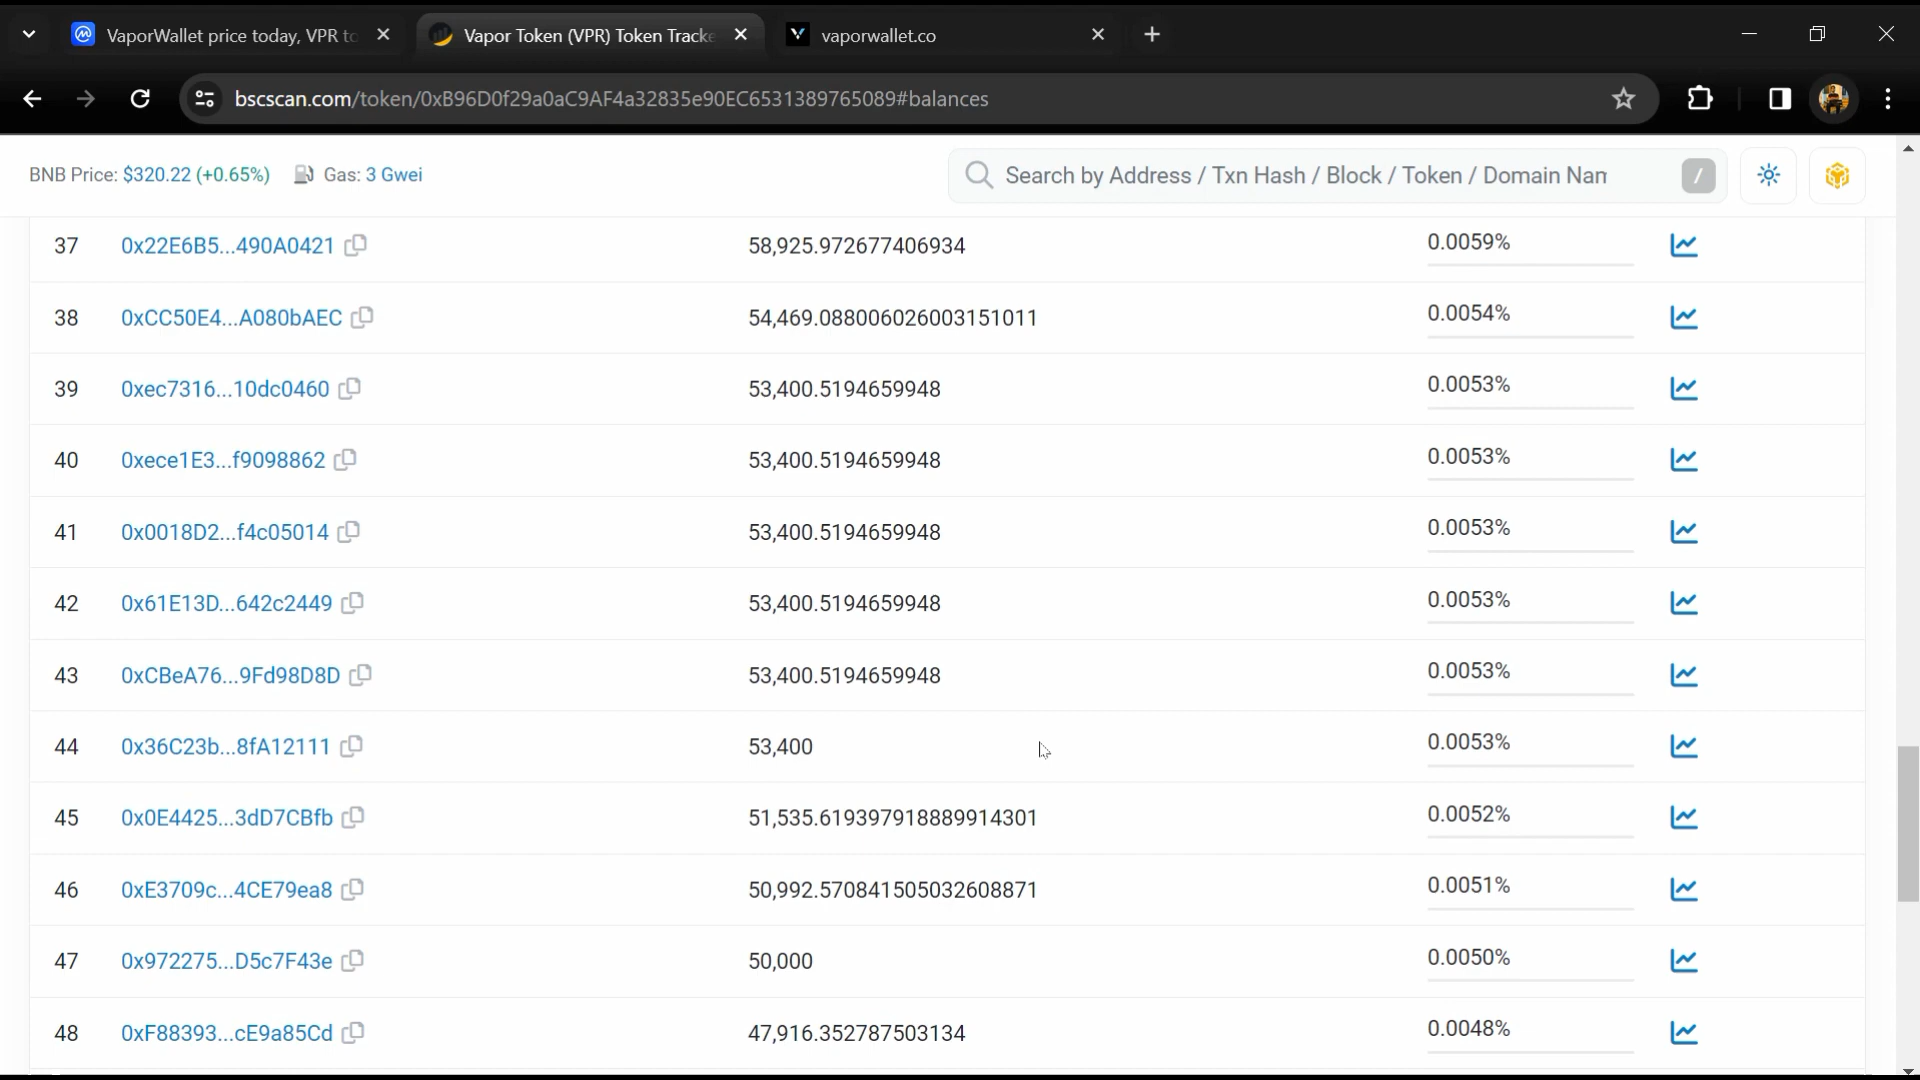 VaporWallet price today, VPR to
Vapor Token (VPR) Token Tracke
vaporwallet.co
bscscan.com/token/0xB96D0f29a0aC9AF4a32835e90EC6531389765089#balances
BNB Price: $320.22 (+0.65%) Gas: 3 Gwei
Search by Address / Txn Hash / Block / Token / Domain Nam /
37 0x22E6B5...490A0421 58,925.972677406934 0.0059%
38 0xCC50E4...A080bAEC 54,469.088006026003151011 0.0054%
39 0xec7316...10dc0460 53,400.5194659948 0.0053%
40 0xece1E3...f9098862 53,400.5194659948 0.0053%
41 0x0018D2...f4c05014 53,400.5194659948 0.0053%
42 0x61E13D...642c2449 53,400.5194659948 0.0053%
43 0xCBeA76...9Fd98D8D 53,400.5194659948 0.0053%
44 0x36C23b...8fA12111 53,400 0.0053%
45 0x0E4425...3dD7CBfb 51,535.619397918889914301 0.0052%
46 0xE3709c...4CE79ea8 50,992.570841505032608871 0.0051%
47 0x972275...D5c7F43e 50,000 0.0050%
48 0xF88393...cE9a85Cd 47,916.352787503134 0.0048%